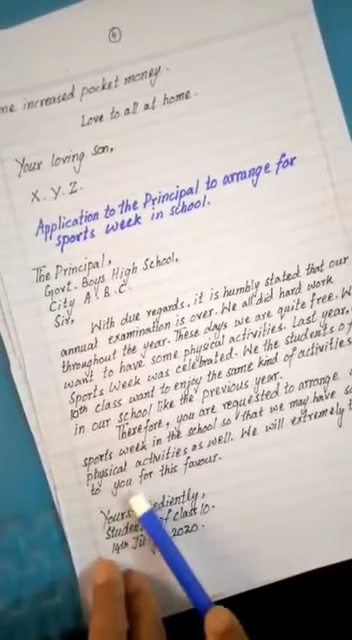 4
me increased pocket money.
Love to all at home.
Your loving son,
X. Y. Z.
Application to the Principal to arrange for
sports week in school.
The Principal,
Govt. Boys High School,
City A. B. C.
Sir,
With due regards, it is humbly stated that our
annual examination is over. We all did hard work
throughout the year. These days we are quite free. W
want to have some physical activities. Last year,
Sports Week was celebrated. We the students of
10th class want to enjoy the same kind of activities
in our school like the previous year.
Therefore, you are requested to arrange
sports week in the school so that we may have
physical activities as well. We will extremely
to you for this favour.
Yours obediently,
Students of Class 10.
14th 2020.